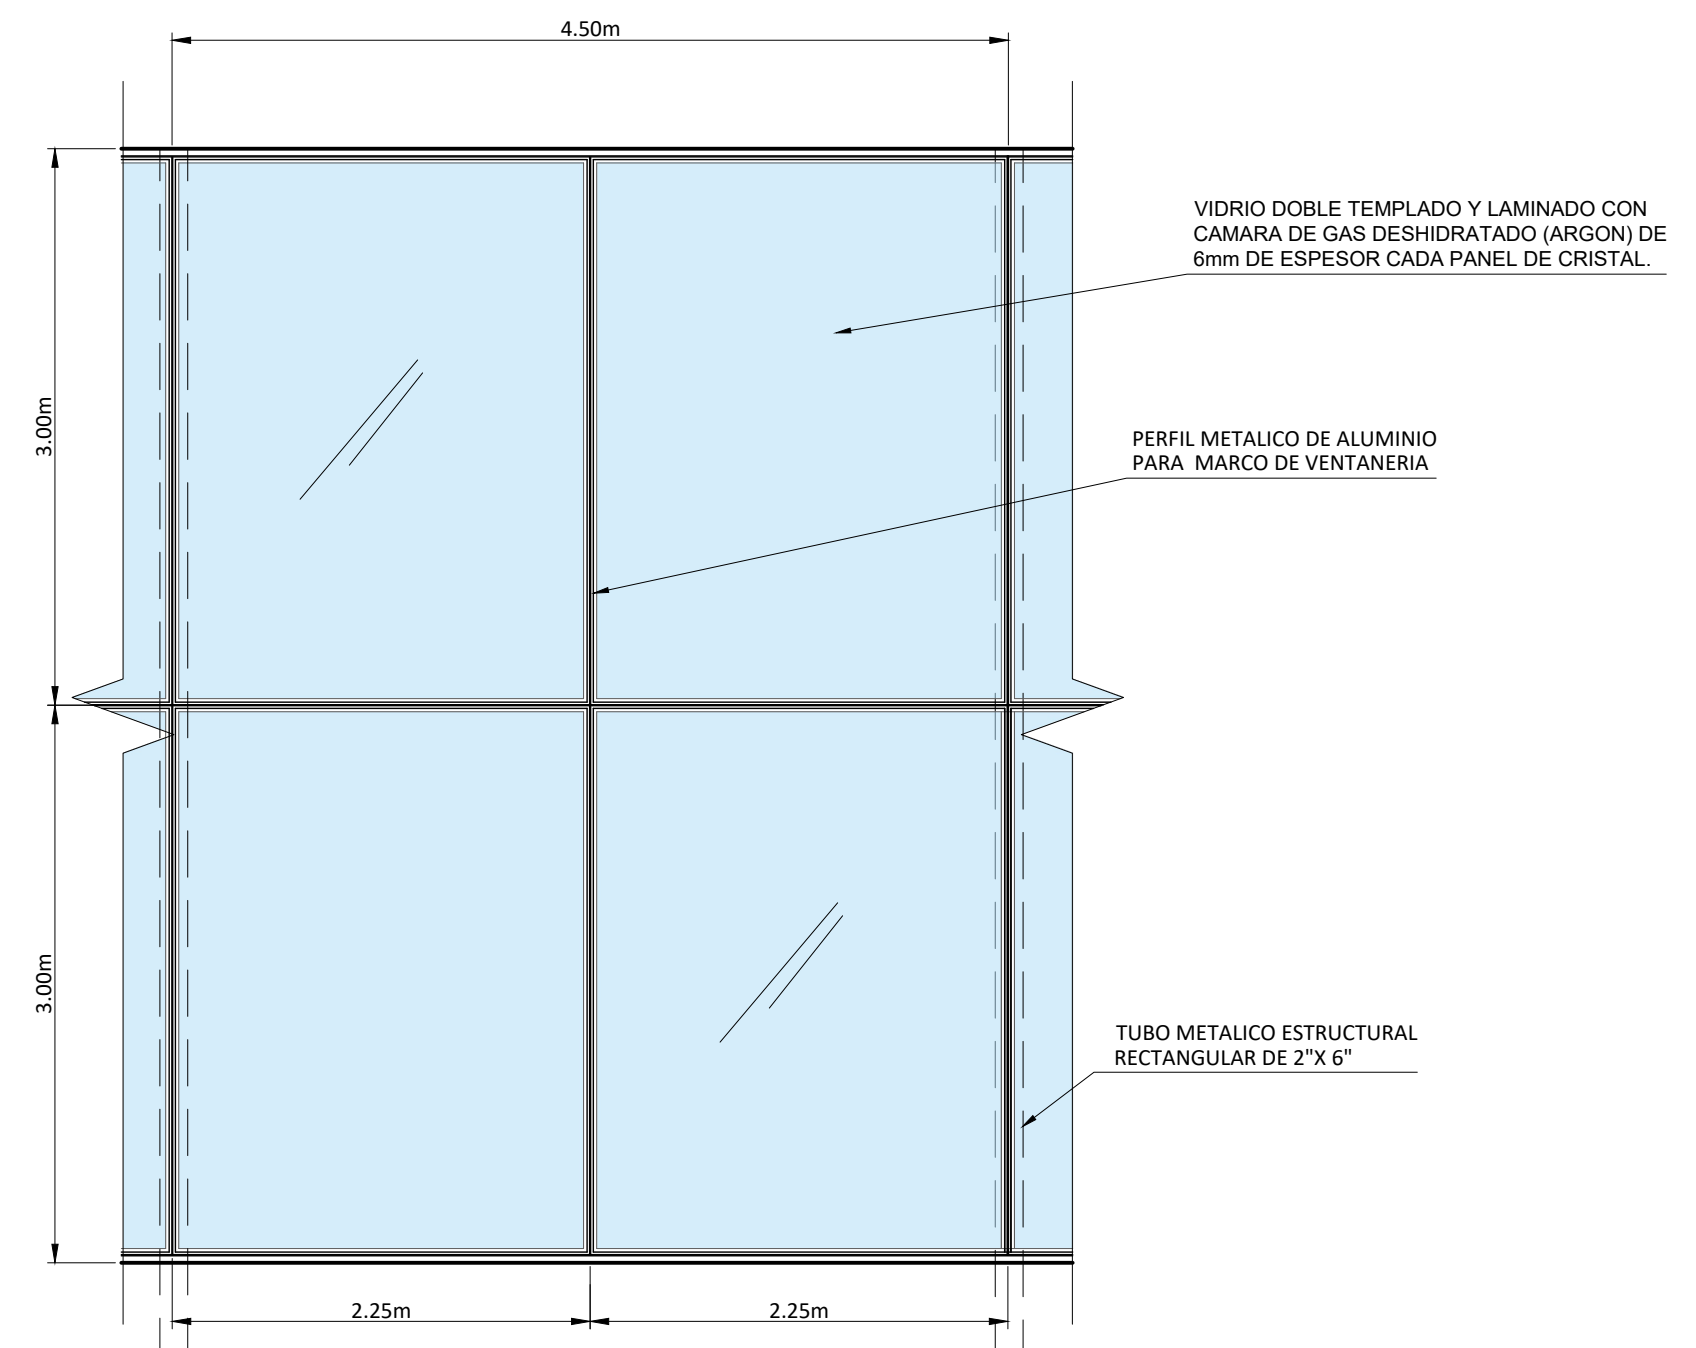 4.50m
VIDRIO DOBLE TEMPLADO Y LAMINADO CON
CAMARA DE GAS DESHIDRATADO (ARGON) DE
6mm DE ESPESOR CADA PANEL DE CRISTAL.
3.00m
PERFIL METALICO DE ALUMINIO
PARA MARCO DE VENTANERIA
3.00m
TUBO METALICO ESTRUCTURAL
RECTANGULAR DE 2"X 6"
2.25m
2.25m